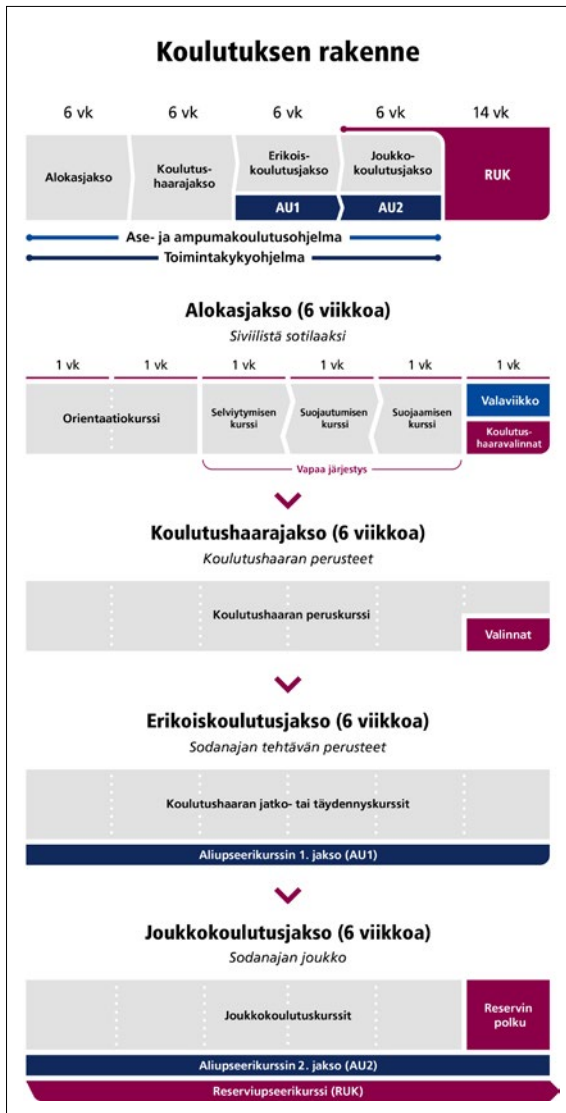 Koulutuksen rakenne
6 vk 6 vk 6 vk 6 vk 14 vk
Alokasjakso
Koulutus-
haarajakso
Erikois-
koulutusjakso
Joukko-
koulutusjakso
RUK
AU1 AU2
Ase- ja ampumakoulutusohjelma
Toimintakykyohjelma
Alokasjakso (6 viikkoa)
Siviilistä sotilaaksi
1 vk 1 vk 1 vk 1 vk 1 vk 1 vk
Orientaatiokurssi
Selviytymisen
kurssi
Suojautumisen
kurssi
Suojaamisen
kurssi
Valaviikko
Koulutus-
haaravalinnat
Vapaa järjestys
Koulutushaarajakso (6 viikkoa)
Koulutushaaran perusteet
Koulutushaaran peruskurssi
Valinnat
Erikoiskoulutusjakso (6 viikkoa)
Sodanajan tehtävän perusteet
Koulutushaaran jatko- tai täydennyskurssit
Aliupseerikurssin 1. jakso (AU1)
Joukkokoulutusjakso (6 viikkoa)
Sodanajan joukko
Joukkokoulutuskurssit
Reservin
polku
Aliupseerikurssin 2. jakso (AU2)
Reserviupseerikurssi (RUK)